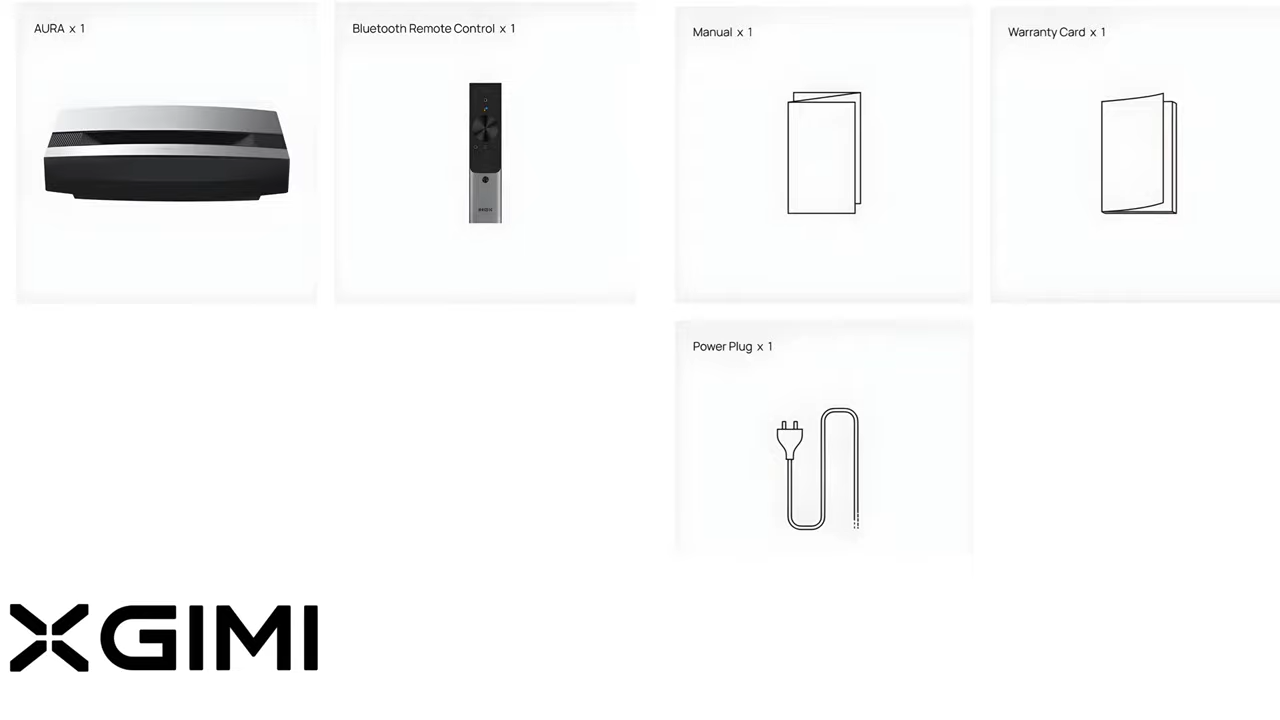 AURA x 1
Bluetooth Remote Control x 1
Manual x 1
Warranty Card x 1
Power Plug x 1
XGIMI